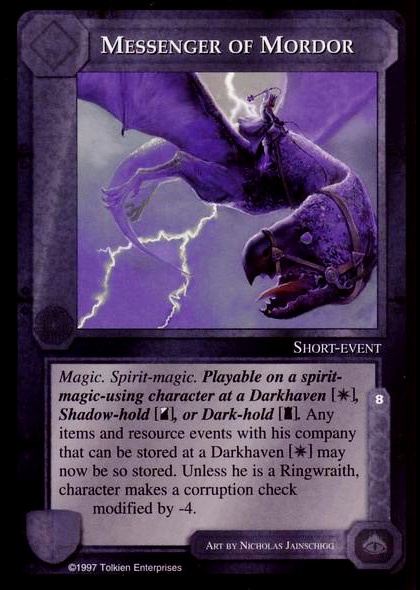 MESSENGER OF MORDOR
SHORT-EVENT
Magic. Spirit-magic. Playable on a spirit-
magic-using character at a Darkhaven [✶],
Shadow-hold [], or Dark-hold []. Any
items and resource events with his company
that can be stored at a Darkhaven [✶] may
now be so stored. Unless he is a Ringwraith,
character makes a corruption check
modified by -4.
8
ART BY NICHOLAS JAINSCHIGG
©1997 Tolkien Enterprises